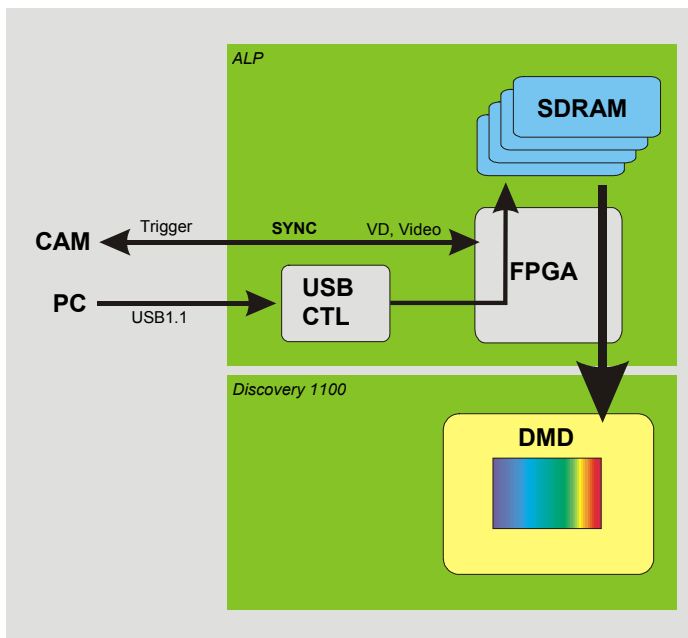 ALP
SDRAM
CAM
Trigger
SYNC
VD, Video
FPGA
PC
USB1.1
USB
CTL
Discovery 1100
DMD